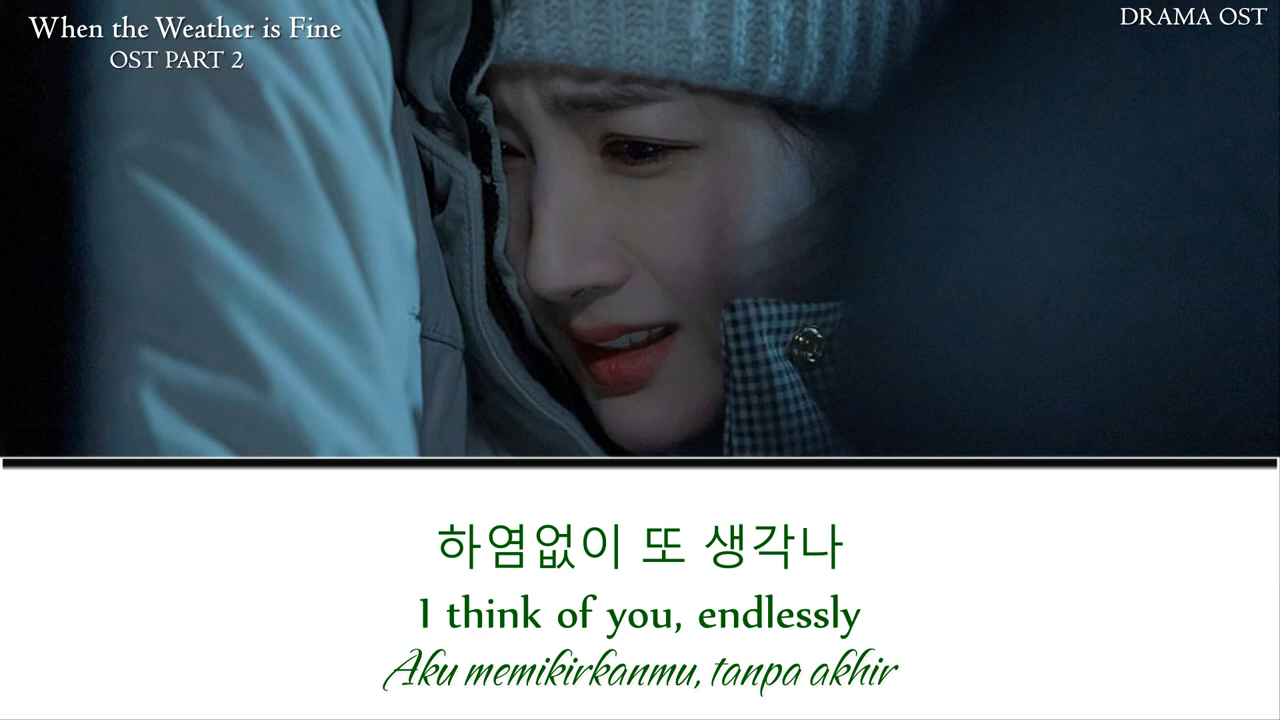 When the Weather is Fine
OST PART 2
DRAMA OST
하염없이 또 생각나
I think of you, endlessly
Aku memikirkanmu, tanpa akhir